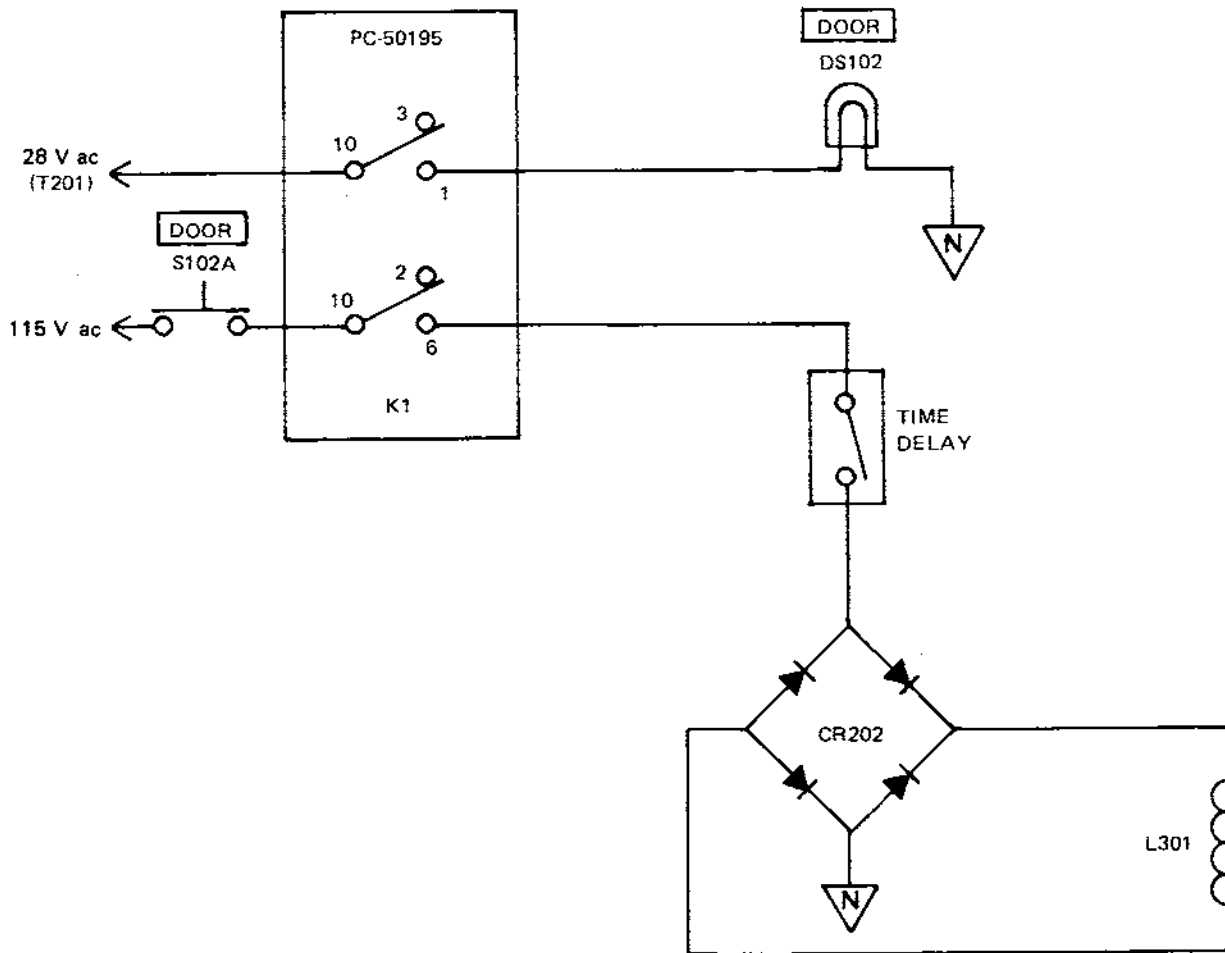 PC-50195
DOOR
DS102
3
10
28 V ac
(T201)
1
N
DOOR
S102A
2
10
115 V ac
6
K1
TIME
DELAY
CR202
L301
N